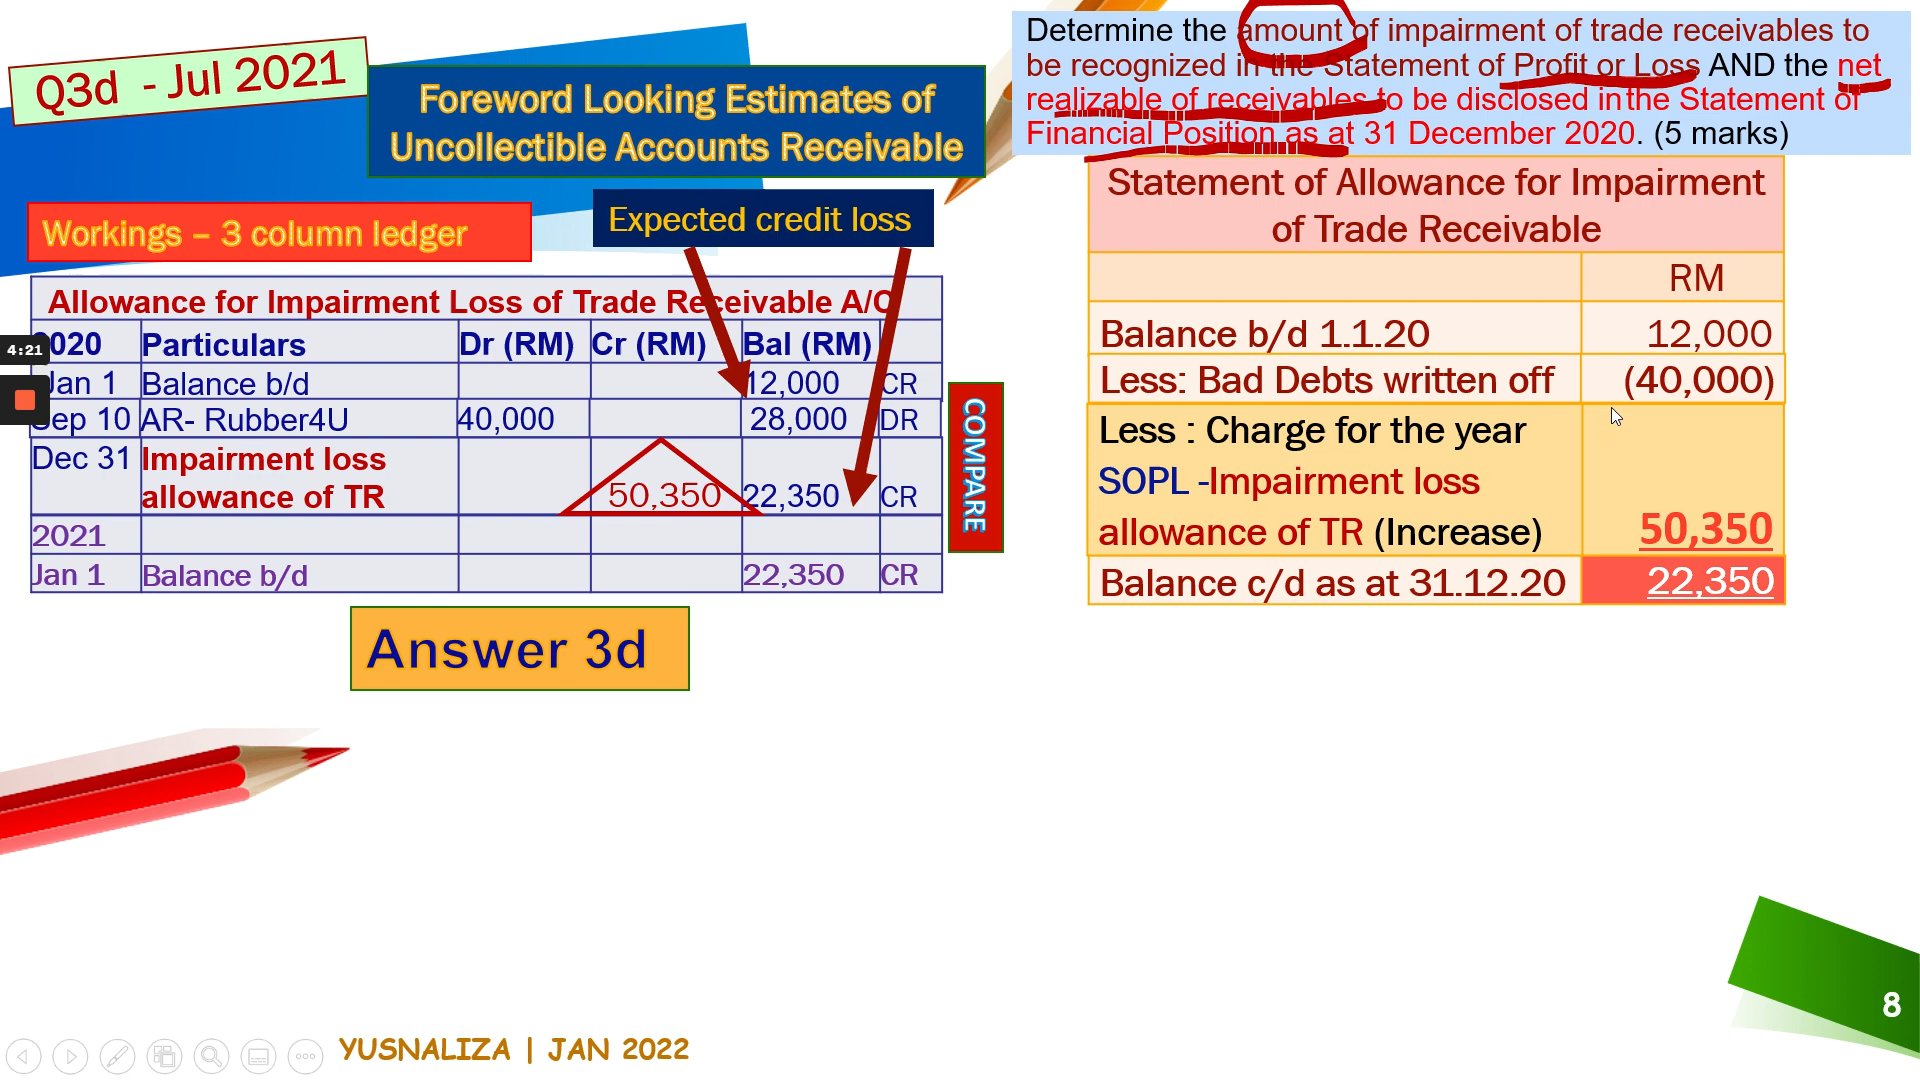 Q3d - Jul 2021
Foreword Looking Estimates of
Uncollectible Accounts Receivable
Determine the amount of impairment of trade receivables to
be recognized in the Statement of Profit or Loss AND the net
realizable of receivables to be disclosed in the Statement of
Financial Position as at 31 December 2020. (5 marks)
Workings – 3 column ledger
Expected credit loss
Allowance for Impairment Loss of Trade Receivable A/C
2020 Particulars Dr (RM) Cr (RM) Bal (RM)
Jan 1 Balance b/d 12,000 CR
Sep 10 AR- Rubber4U 40,000 28,000 DR
Dec 31 Impairment loss
allowance of TR 50,350 22,350 CR
2021
Jan 1 Balance b/d 22,350 CR
4:21
COMPARE
Statement of Allowance for Impairment
of Trade Receivable
RM
Balance b/d 1.1.20 12,000
Less: Bad Debts written off (40,000)
Less : Charge for the year
SOPL -Impairment loss
allowance of TR (Increase) 50,350
Balance c/d as at 31.12.20 22,350
Answer 3d
YUSNALIZA | JAN 2022
8